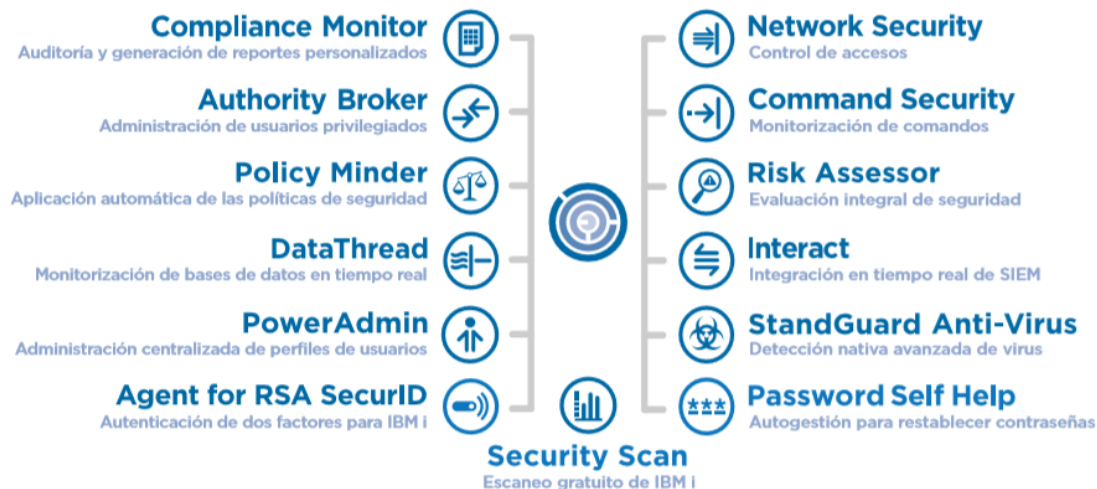 Compliance Monitor
Auditoría y generación de reportes personalizados
Authority Broker
Administración de usuarios privilegiados
Policy Minder
Aplicación automática de las políticas de seguridad
DataThread
Monitorización de bases de datos en tiempo real
PowerAdmin
Administración centralizada de perfiles de usuarios
Agent for RSA SecurID
Autenticación de dos factores para IBM i
Network Security
Control de accesos
Command Security
Monitorización de comandos
Risk Assessor
Evaluación integral de seguridad
Interact
Integración en tiempo real de SIEM
StandGuard Anti-Virus
Detección nativa avanzada de virus
***
Password Self Help
Autogestión para restablecer contraseñas
Security Scan
Escaneo gratuito de IBM i